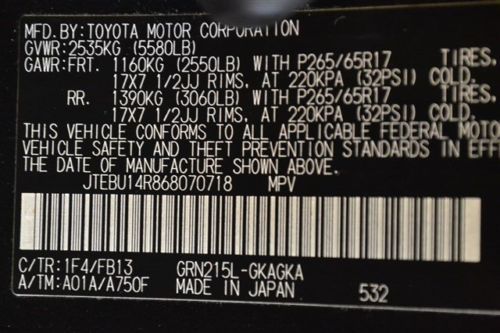 MFD.BY:TOYOTA MOTOR CORPORATION
GVWR:2535KG (5580LB)
GAWR:FRT. 1160KG (2550LB) WITH P265/65R17 TIRES.
17X7 1/2JJ RIMS, AT 220KPA (32PSI) COLD.
RR. 1390KG (3060LB) WITH P265/65R17 TIRES.
17X7 1/2JJ RIMS, AT 220KPA (32PSI) COLD.
THIS VEHICLE CONFORMS TO ALL APPLICABLE FEDERAL MOTOR
VEHICLE SAFETY AND THEFT PREVENTION STANDARDS IN EFF
THE DATE OF MANUFACTURE SHOWN ABOVE.
JTEBU14R868070718 MPV
C/TR:1F4/FB13 GRN215L-GKAGKA
A/TM:A01A/A750F MADE IN JAPAN 532